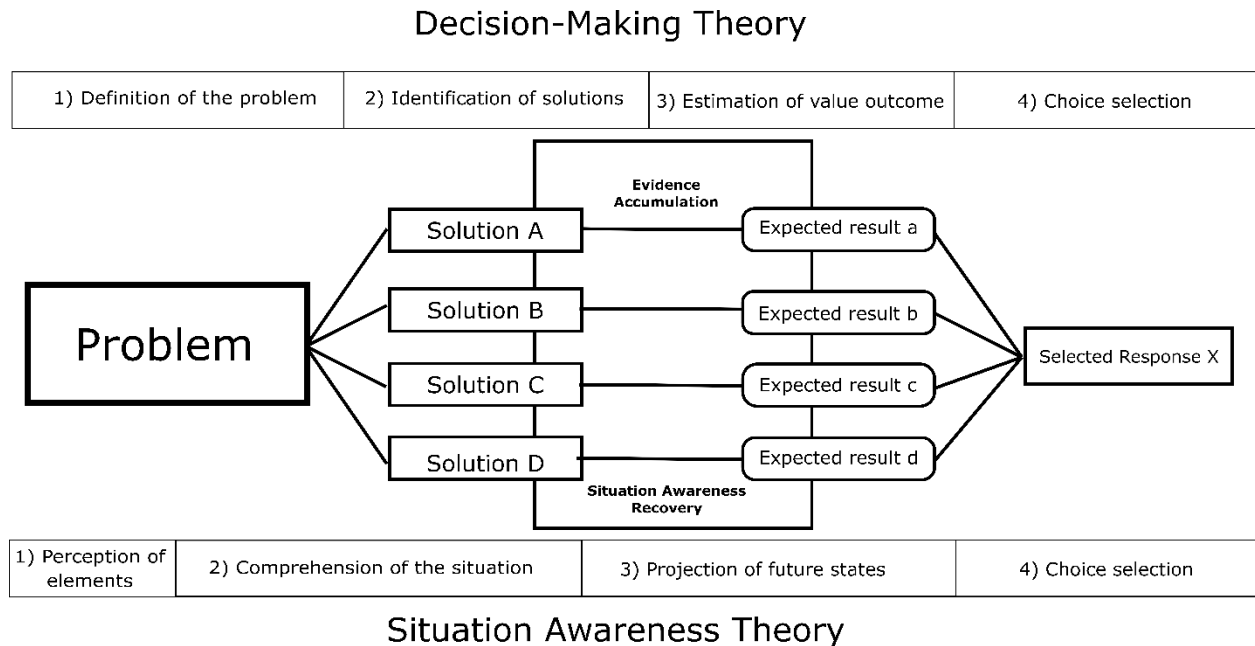 Decision-Making Theory
1) Definition of the problem
2) Identification of solutions
3) Estimation of value outcome
4) Choice selection
Evidence
Accumulation
Solution A
Expected result a
Solution B
Expected result b
Problem
Selected Response X
Solution C
Expected result c
Solution D
Expected result d
Situation Awareness
Recovery
1) Perception of
elements
2) Comprehension of the situation
3) Projection of future states
4) Choice selection
Situation Awareness Theory